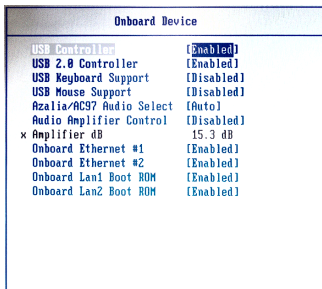 Onboard Device
USB Controller [Enabled]
USB 2.0 Controller [Enabled]
USB Keyboard Support [Disabled]
USB Mouse Support [Disabled]
Azalia/AC97 Audio Select [Auto]
Audio Amplifier Control [Disabled]
x Amplifier dB 15.3 dB
Onboard Ethernet #1 [Enabled]
Onboard Ethernet #2 [Enabled]
Onboard Lan1 Boot ROM [Enabled]
Onboard Lan2 Boot ROM [Enabled]